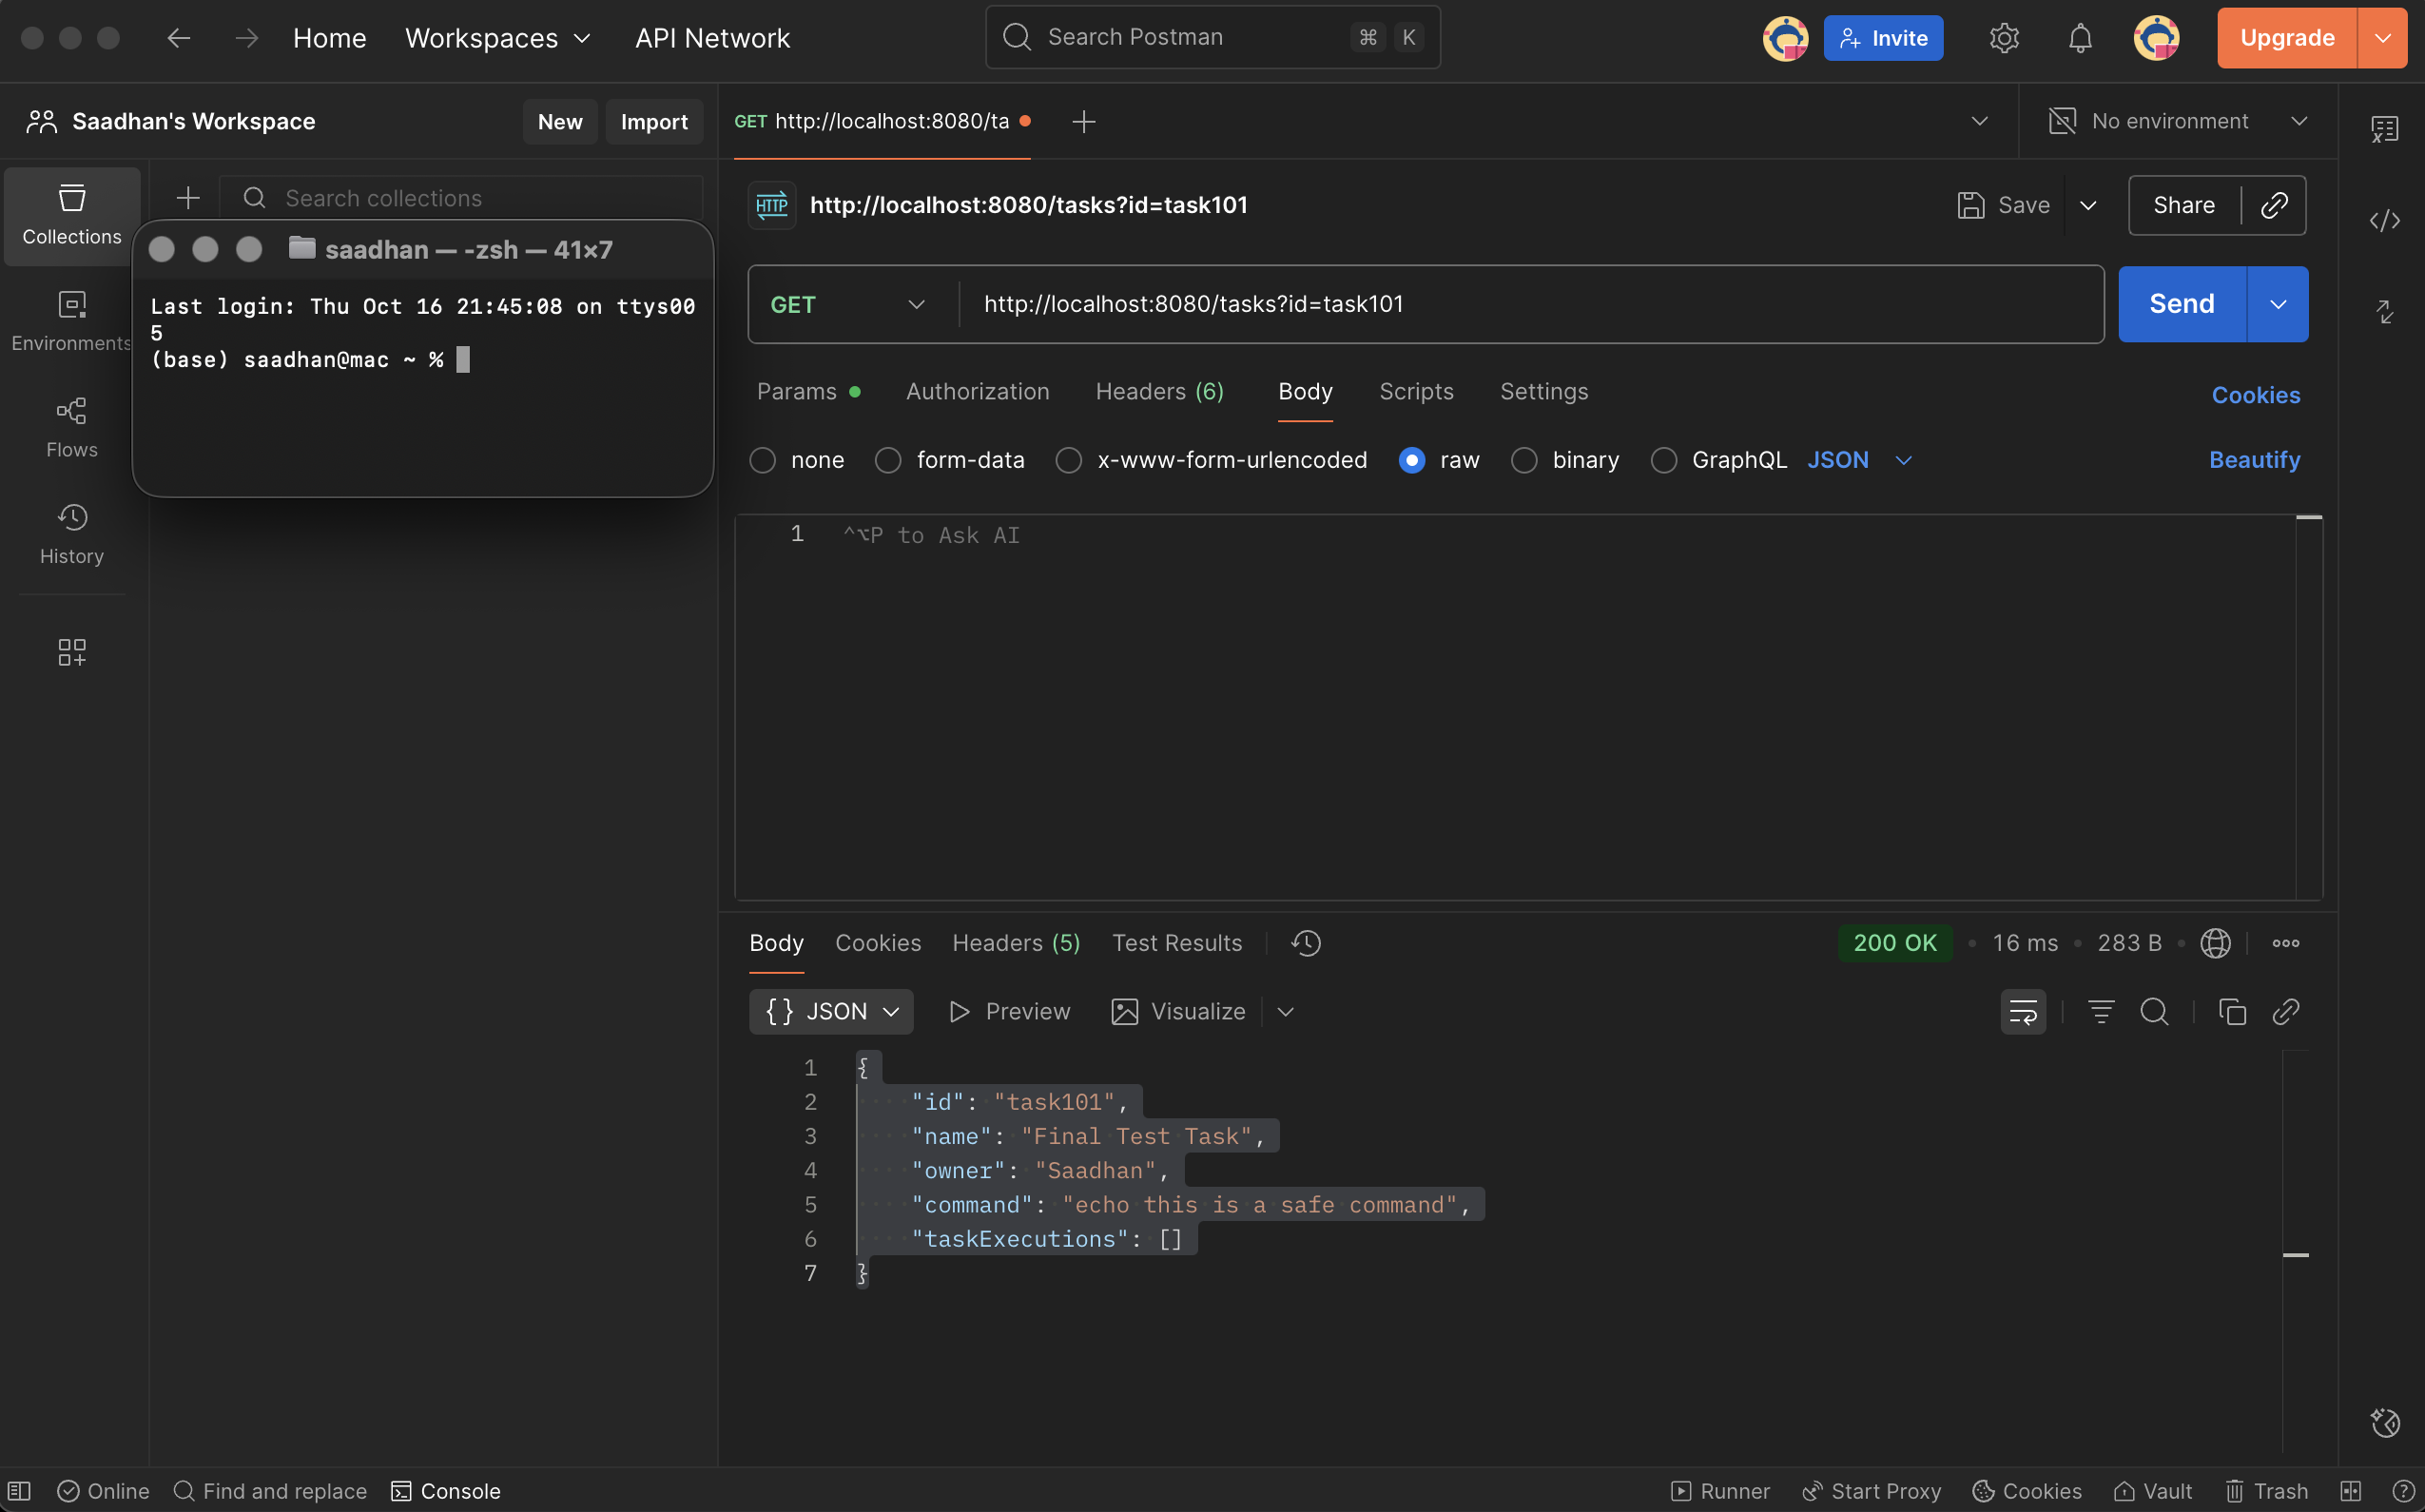 Home Workspaces API Network Search Postman ⌘ K Invite Upgrade
Saadhan's Workspace New Import GET http://localhost:8080/ta No environment
Search collections
Collections
Environments
Flows
History
saadhan — -zsh — 41×7
Last login: Thu Oct 16 21:45:08 on ttys00
5
(base) saadhan@mac ~ %
HTTP http://localhost:8080/tasks?id=task101 Save Share
GET http://localhost:8080/tasks?id=task101 Send
Params Authorization Headers (6) Body Scripts Settings Cookies
none form-data x-www-form-urlencoded raw binary GraphQL JSON Beautify
1 ^⌥P to Ask AI
Body Cookies Headers (5) Test Results 200 OK • 16 ms • 283 B
{} JSON Preview Visualize
1 {
2 "id": "task101",
3 "name": "Final Test Task",
4 "owner": "Saadhan",
5 "command": "echo this is a safe command",
6 "taskExecutions": []
7 }
Online Find and replace Console Runner Start Proxy Cookies Vault Trash